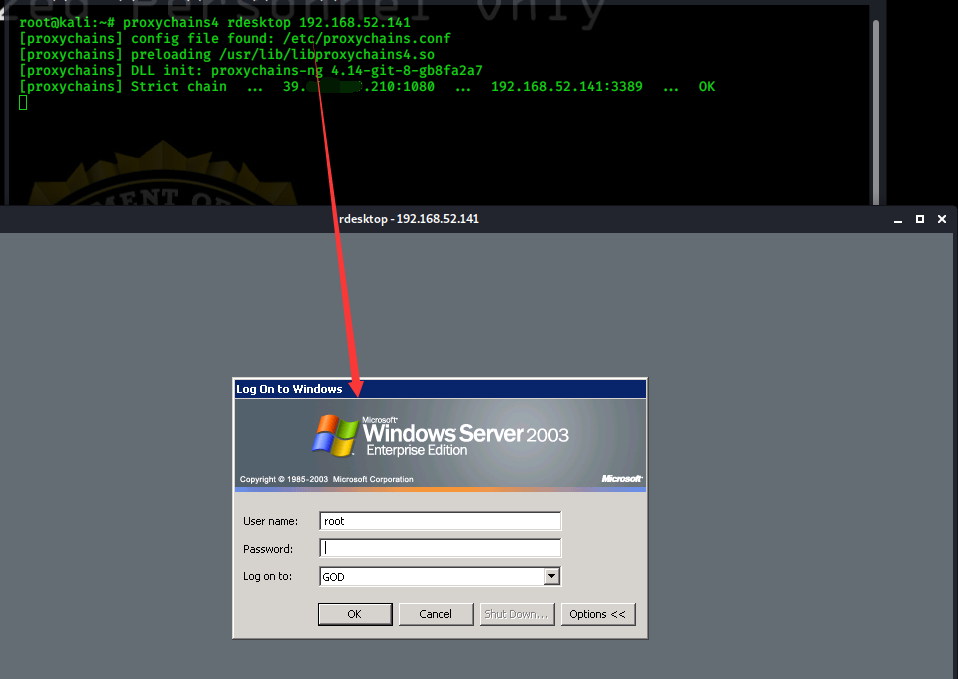 Personnel Only
root@kali:~# proxychains4 rdesktop 192.168.52.141
[proxychains] config file found: /etc/proxychains.conf
[proxychains] preloading /usr/lib/libproxychains4.so
[proxychains] DLL init: proxychains-ng 4.14-git-8-gb8fa2a7
[proxychains] Strict chain ... 39. .210:1080 ... 192.168.52.141:3389 ... OK
MENT OF
rdesktop - 192.168.52.141
Log On to Windows
Microsoft
Windows Server 2003
Enterprise Edition
Copyright © 1985-2003 Microsoft Corporation
Microsoft
User name: root
Password:
Log on to: GOD
OK Cancel Shut Down... Options <<